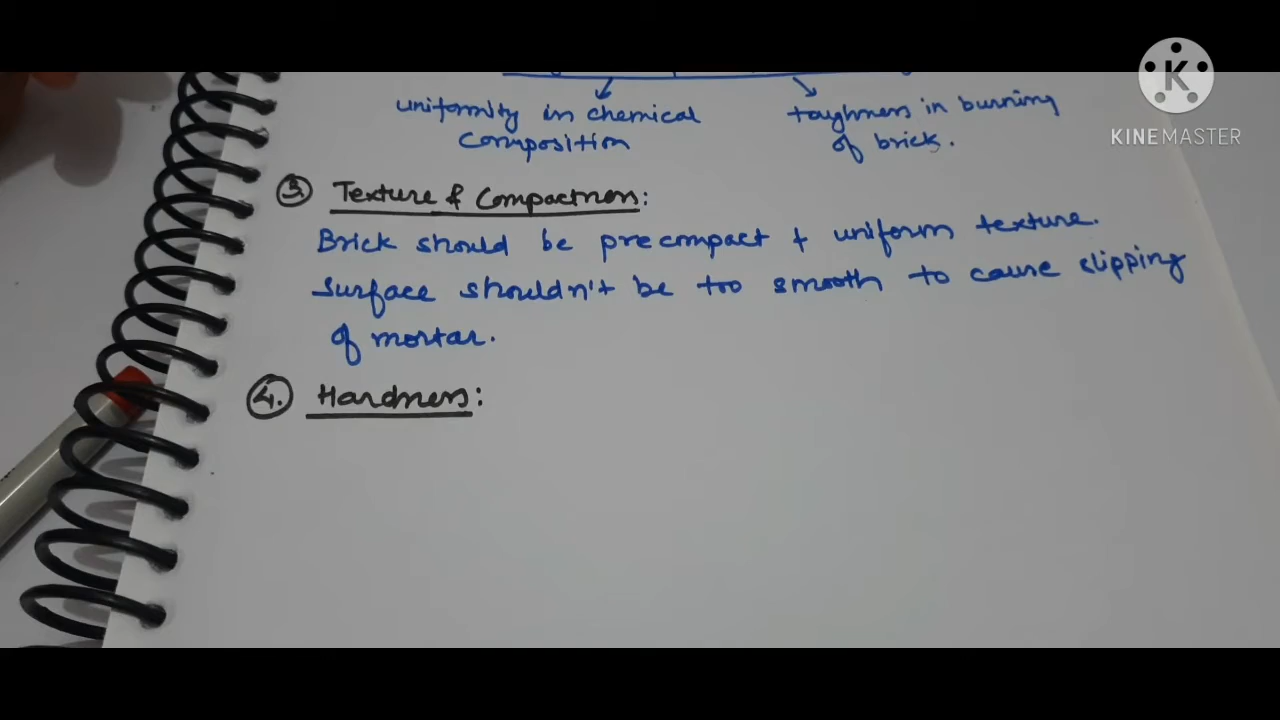 uniformity in chemical
composition
toughness in burning
of brick.
3 Texture & Compactness:
Brick should be precompact + uniform texture.
Surface shouldn't be too smooth to cause slipping
of mortar.
4. Hardness:
K
KINEMASTER